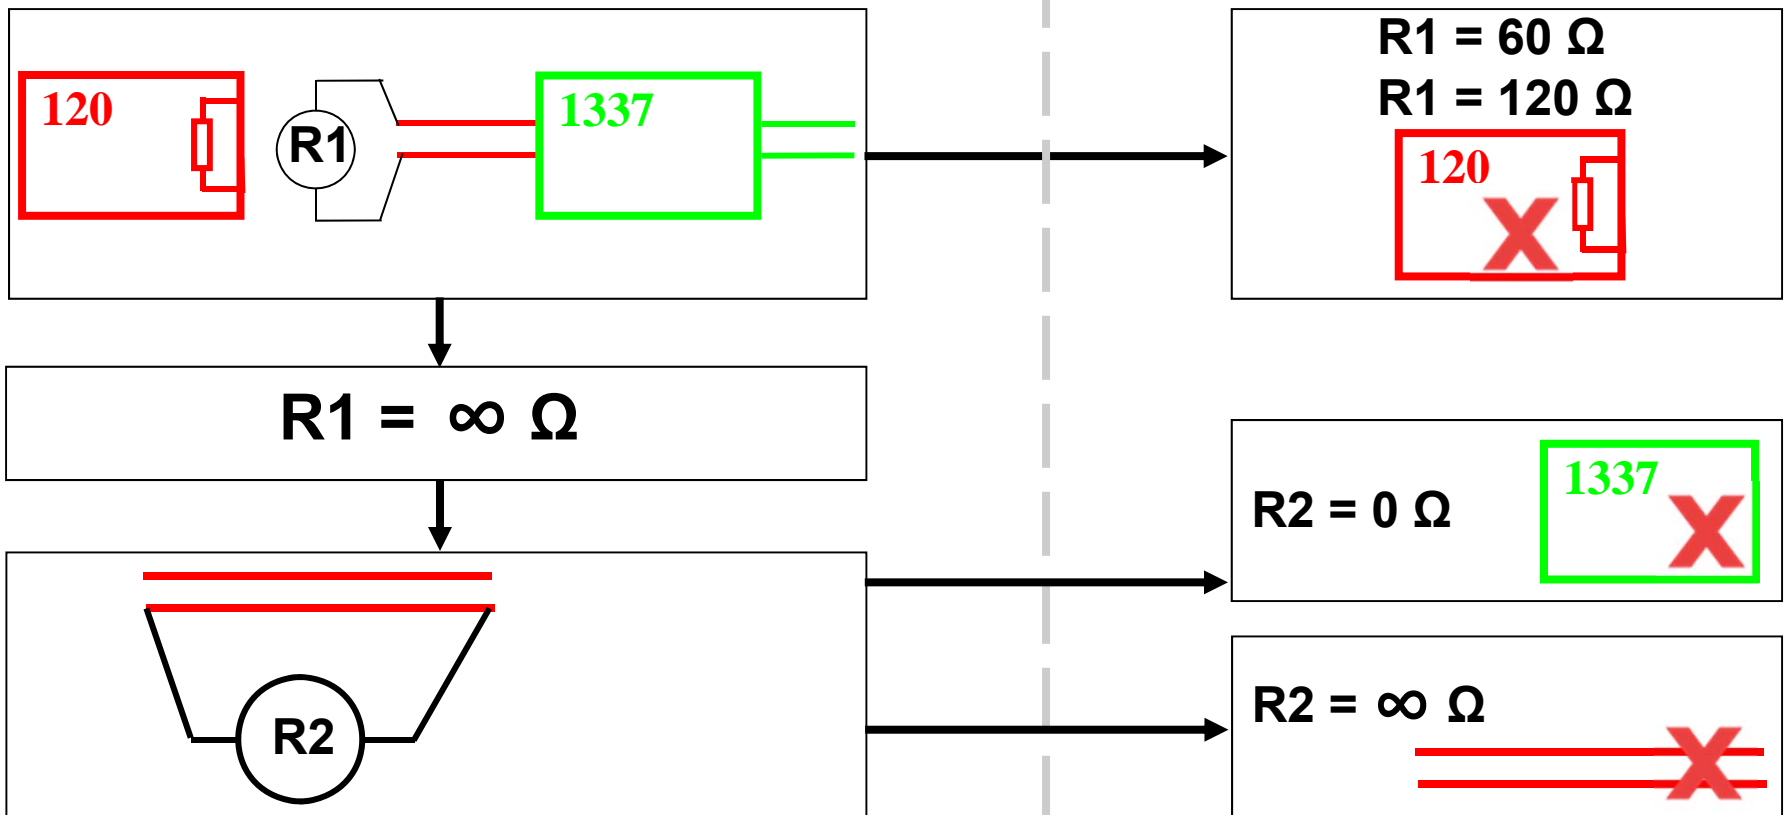 120
R1
1337
R1 = 60 Ω
R1 = 120 Ω
120
X
R1 = ∞ Ω
R2 = 0 Ω
1337
X
R2
R2 = ∞ Ω
X